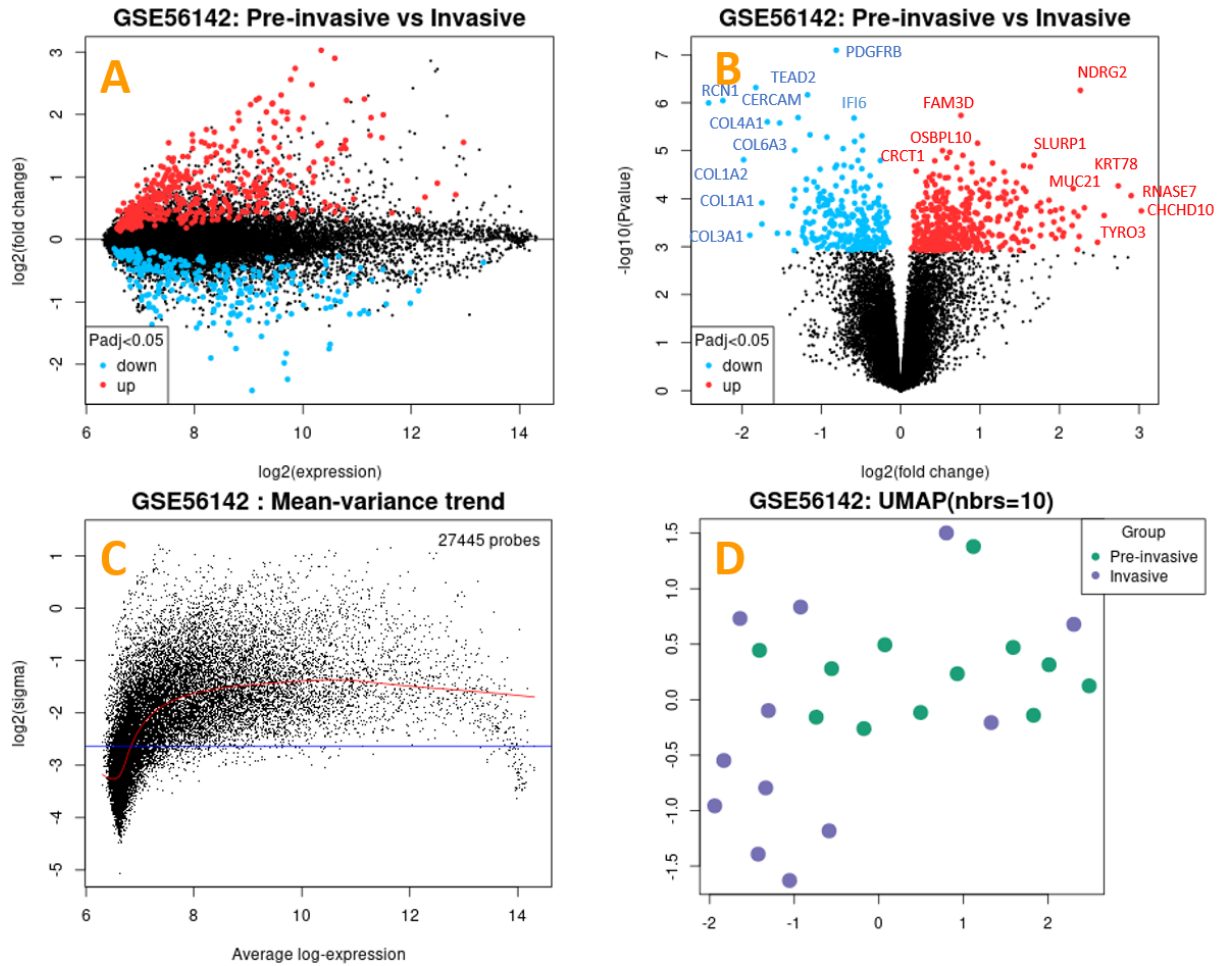 GSE56142: Pre-invasive vs Invasive
A
3
2
1
0
-1
-2
log2(fold change)
Padj<0.05
down
up
6
8
10
12
14
log2(expression)
GSE56142: Pre-invasive vs Invasive
B
7
6
5
4
3
2
1
0
-log10(Pvalue)
PDGFRB
TEAD2
NDRG2
RCN1
CERCAM
IFI6
FAM3D
COL4A1
OSBPL10
SLURP1
COL6A3
CRCT1
KRT78
COL1A2
MUC21
RNASE7
COL1A1
CHCHD10
COL3A1
TYRO3
Padj<0.05
down
up
-2
-1
0
1
2
3
log2(fold change)
GSE56142 : Mean-variance trend
C
27445 probes
1
0
-1
-2
-3
-4
-5
log2(sigma)
6
8
10
12
14
Average log-expression
GSE56142: UMAP(nbrs=10)
D
Group
Pre-invasive
Invasive
1.5
1.0
0.5
0.0
-0.5
-1.0
-1.5
-2
-1
0
1
2